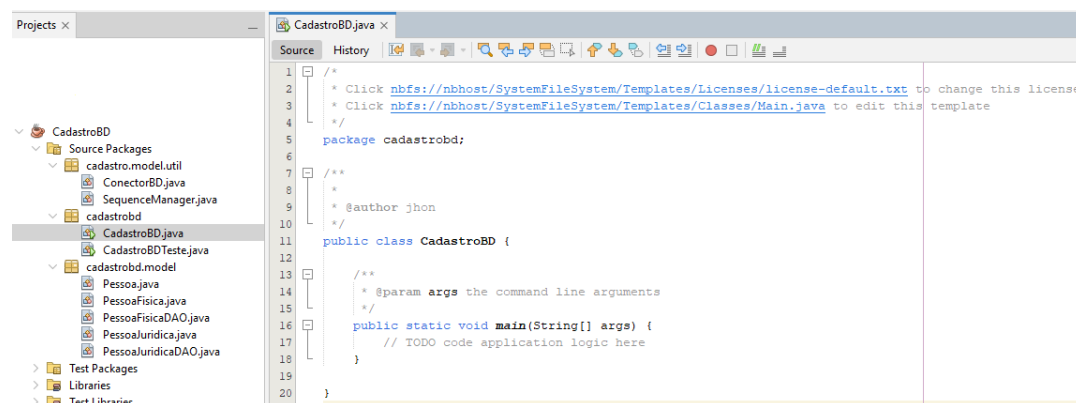 Projects ×
CadastroBD
Source Packages
cadastro.model.util
ConectorBD.java
SequenceManager.java
cadastrobd
CadastroBD.java
CadastroBDTeste.java
cadastrobd.model
Pessoa.java
PessoaFisica.java
PessoaFisicaDAO.java
PessoaJuridica.java
PessoaJuridicaDAO.java
Test Packages
Libraries
Test Libraries
CadastroBD.java ×
Source History
1 /*
2 * Click nbfs://nbhost/SystemFileSystem/Templates/Licenses/license-default.txt to change this license
3 * Click nbfs://nbhost/SystemFileSystem/Templates/Classes/Main.java to edit this template
4 */
5 package cadastrobd;
6
7 /**
8 *
9 * @author jhon
10 */
11 public class CadastroBD {
12
13 /**
14 * @param args the command line arguments
15 */
16 public static void main(String[] args) {
17 // TODO code application logic here
18 }
19
20 }